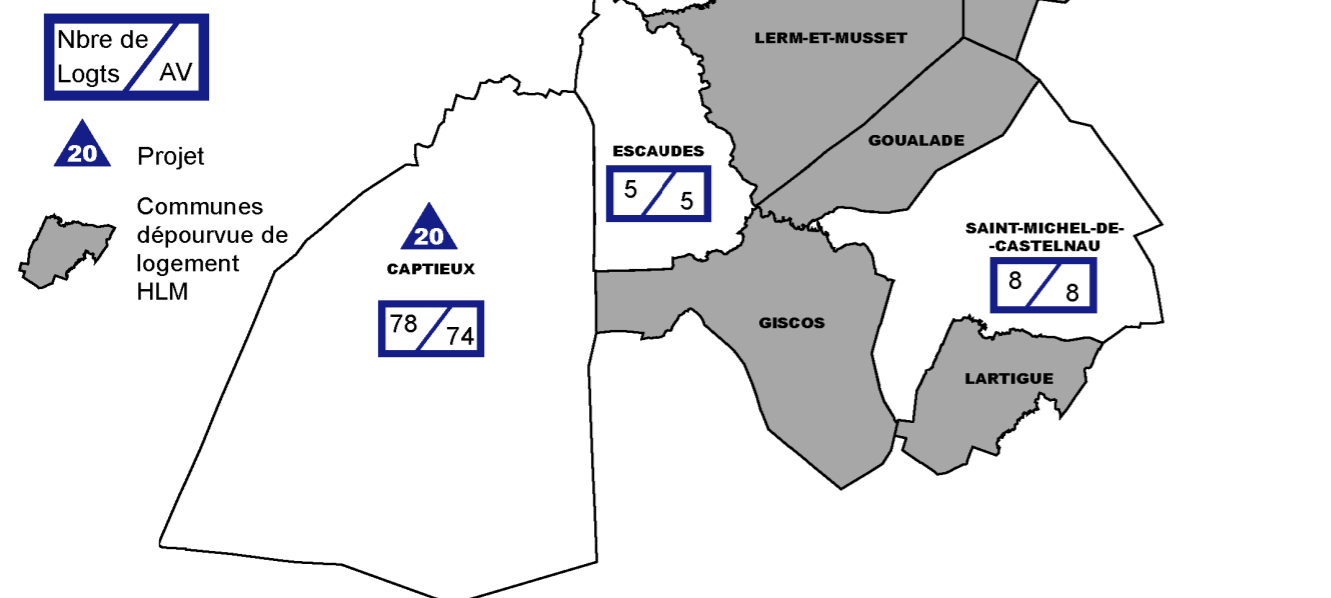 Nbre de
Logts
AV
20
Projet
Communes
dépourvue de
logement
HLM
LERM-ET-MUSSET
GOUALADE
ESCAUDES
5
5
20
CAPTIEUX
78
74
SAINT-MICHEL-DE-
-CASTELNAU
8
8
GISCOS
LARTIGUE